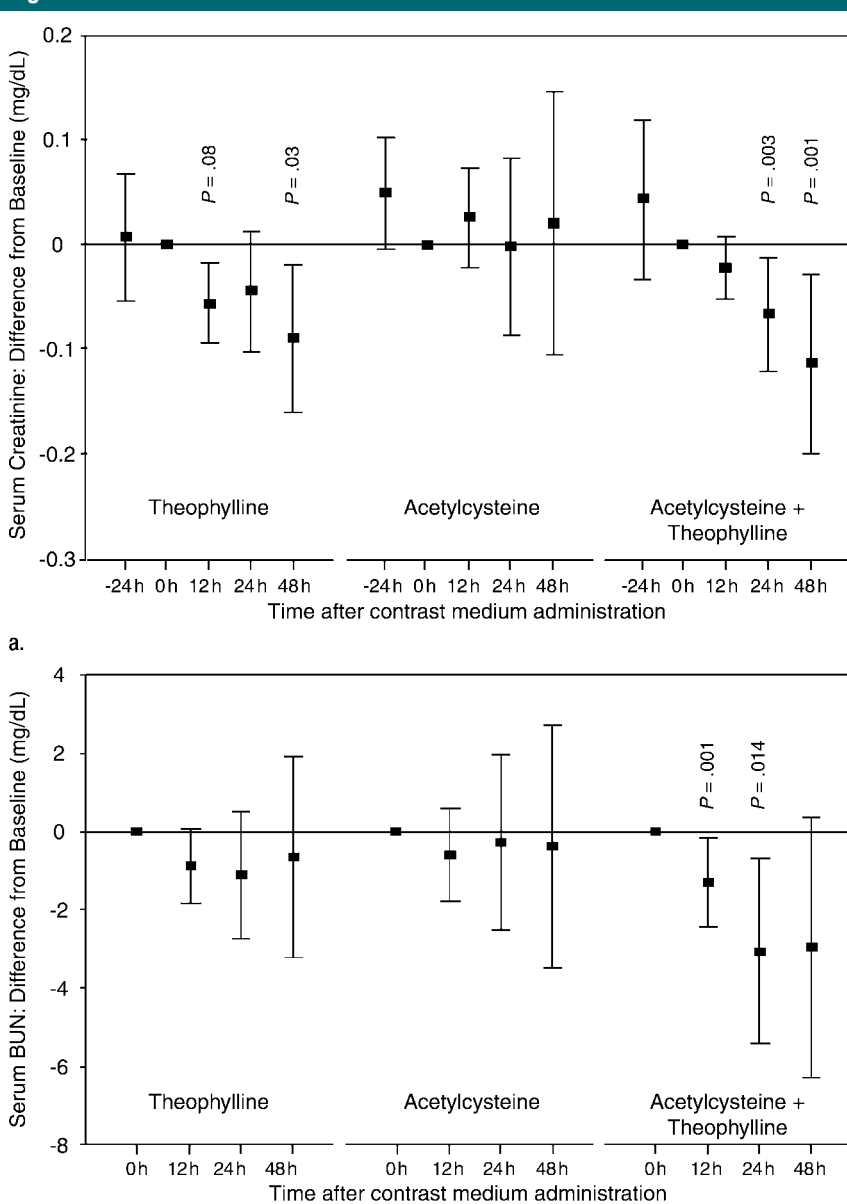 Serum Creatinine: Difference from Baseline (mg/dL)
0.2
0.1
0
-0.1
-0.2
-0.3
P = .08
P = .03
P = .003
P = .001
Theophylline
Acetylcysteine
Acetylcysteine +
Theophylline
-24h 0h 12h 24h 48h
-24h 0h 12h 24h 48h
-24h 0h 12h 24h 48h
Time after contrast medium administration
a.
Serum BUN: Difference from Baseline (mg/dL)
4
2
0
-2
-4
-6
-8
P = .001
P = .014
Theophylline
Acetylcysteine
Acetylcysteine +
Theophylline
0h 12h 24h 48h
0h 12h 24h 48h
0h 12h 24h 48h
Time after contrast medium administration